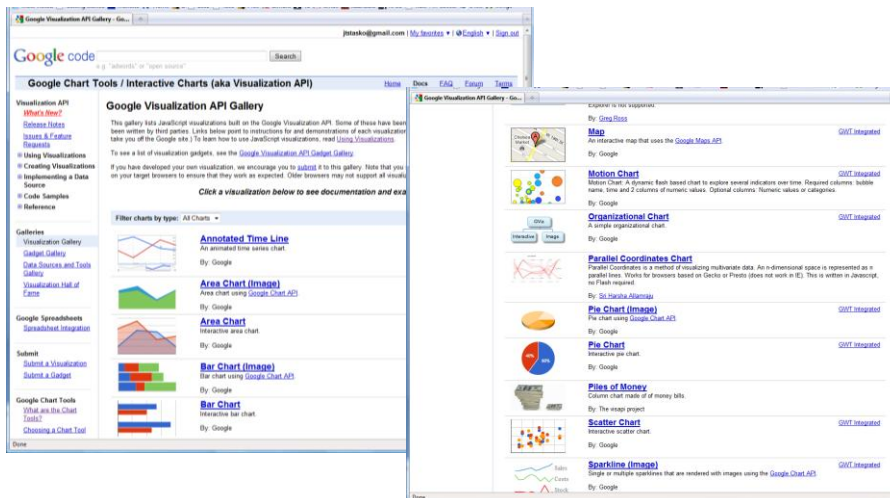 Google Visualization API Gallery - Go...
jtstasko@gmail.com | My favorites ▼ | English ▼ | Sign out
Google code
Search
e.g. "adwords" or "open source"
Google Chart Tools / Interactive Charts (aka Visualization API)
Home Docs FAQ Forum Terms
Visualization API
What's New?
Release Notes
Issues & Feature
Requests
Using Visualizations
Creating Visualizations
Implementing a Data
Source
Code Samples
Reference
Galleries
Visualization Gallery
Gadget Gallery
Data Sources and Tools
Gallery
Visualization Hall of
Fame
Google Spreadsheets
Spreadsheet Integration
Submit
Submit a Visualization
Submit a Gadget
Google Chart Tools
What are the Chart
Tools?
Choosing a Chart Tool
Done
Google Visualization API Gallery
This gallery lists JavaScript visualizations built on the Google Visualization API. Some of these have been
been written by third parties. Links below point to instructions for and demonstrations of each visualization
take you off the Google site.) To learn how to use JavaScript visualizations, read Using Visualizations.
To see a list of visualization gadgets, see the Google Visualization API Gadget Gallery.
If you have developed your own visualization, we encourage you to submit it to this gallery. Note that you
on your target browsers to ensure that they work as expected. Older browsers may not support all visualiz
Click a visualization below to see documentation and exa
Filter charts by type: All Charts
Annotated Time Line
An animated time series chart.
By: Google
Area Chart (Image)
Area chart using Google Chart API.
By: Google
Area Chart
Interactive area chart.
By: Google
Bar Chart (Image)
Bar chart using Google Chart API.
By: Google
Bar Chart
Interactive bar chart.
By: Google
Google Visualization API Gallery - Go...
Explorer is not supported.
By: Greg Ross
Map GWT Integrated
An interactive map that uses the Google Maps API.
By: Google
Motion Chart GWT Integrated
Motion Chart: A dynamic flash based chart to explore several indicators over time. Required columns: bubble
name, time and 2 columns of numeric values. Optional columns: Numeric values or categories.
By: Google
Organizational Chart GWT Integrated
A simple organizational chart.
By: Google
Interactive Image
Parallel Coordinates Chart
Parallel Coordinates is a method of visualizing multivariate data. An n-dimensional space is represented as n
parallel lines. Works for browsers based on Gecko or Presto (does not work in IE). This is written in Javascript,
no Flash required.
By: Sri Harsha Allamraju
Pie Chart (Image) GWT Integrated
Pie chart using Google Chart API.
By: Google
Pie Chart GWT Integrated
Interactive pie chart.
By: Google
Piles of Money
Column chart made of of money bills.
By: The visapi project
Scatter Chart GWT Integrated
Interactive scatter chart.
By: Google
Sparkline (Image) GWT Integrated
Single or multiple sparklines that are rendered with images using the Google Chart API.
By: Google
Sales
Costs
Stock
Done